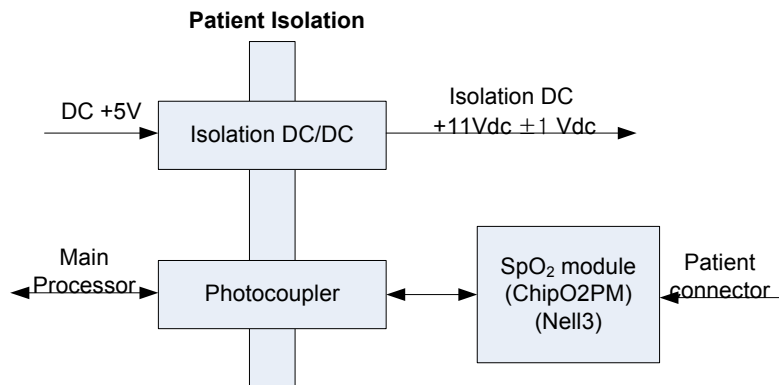 Patient Isolation
DC +5V
Isolation DC/DC
Isolation DC
+11Vdc ±1 Vdc
Main
Processor
Photocoupler
SpO₂ module
(ChipO2PM)
(Nell3)
Patient
connector